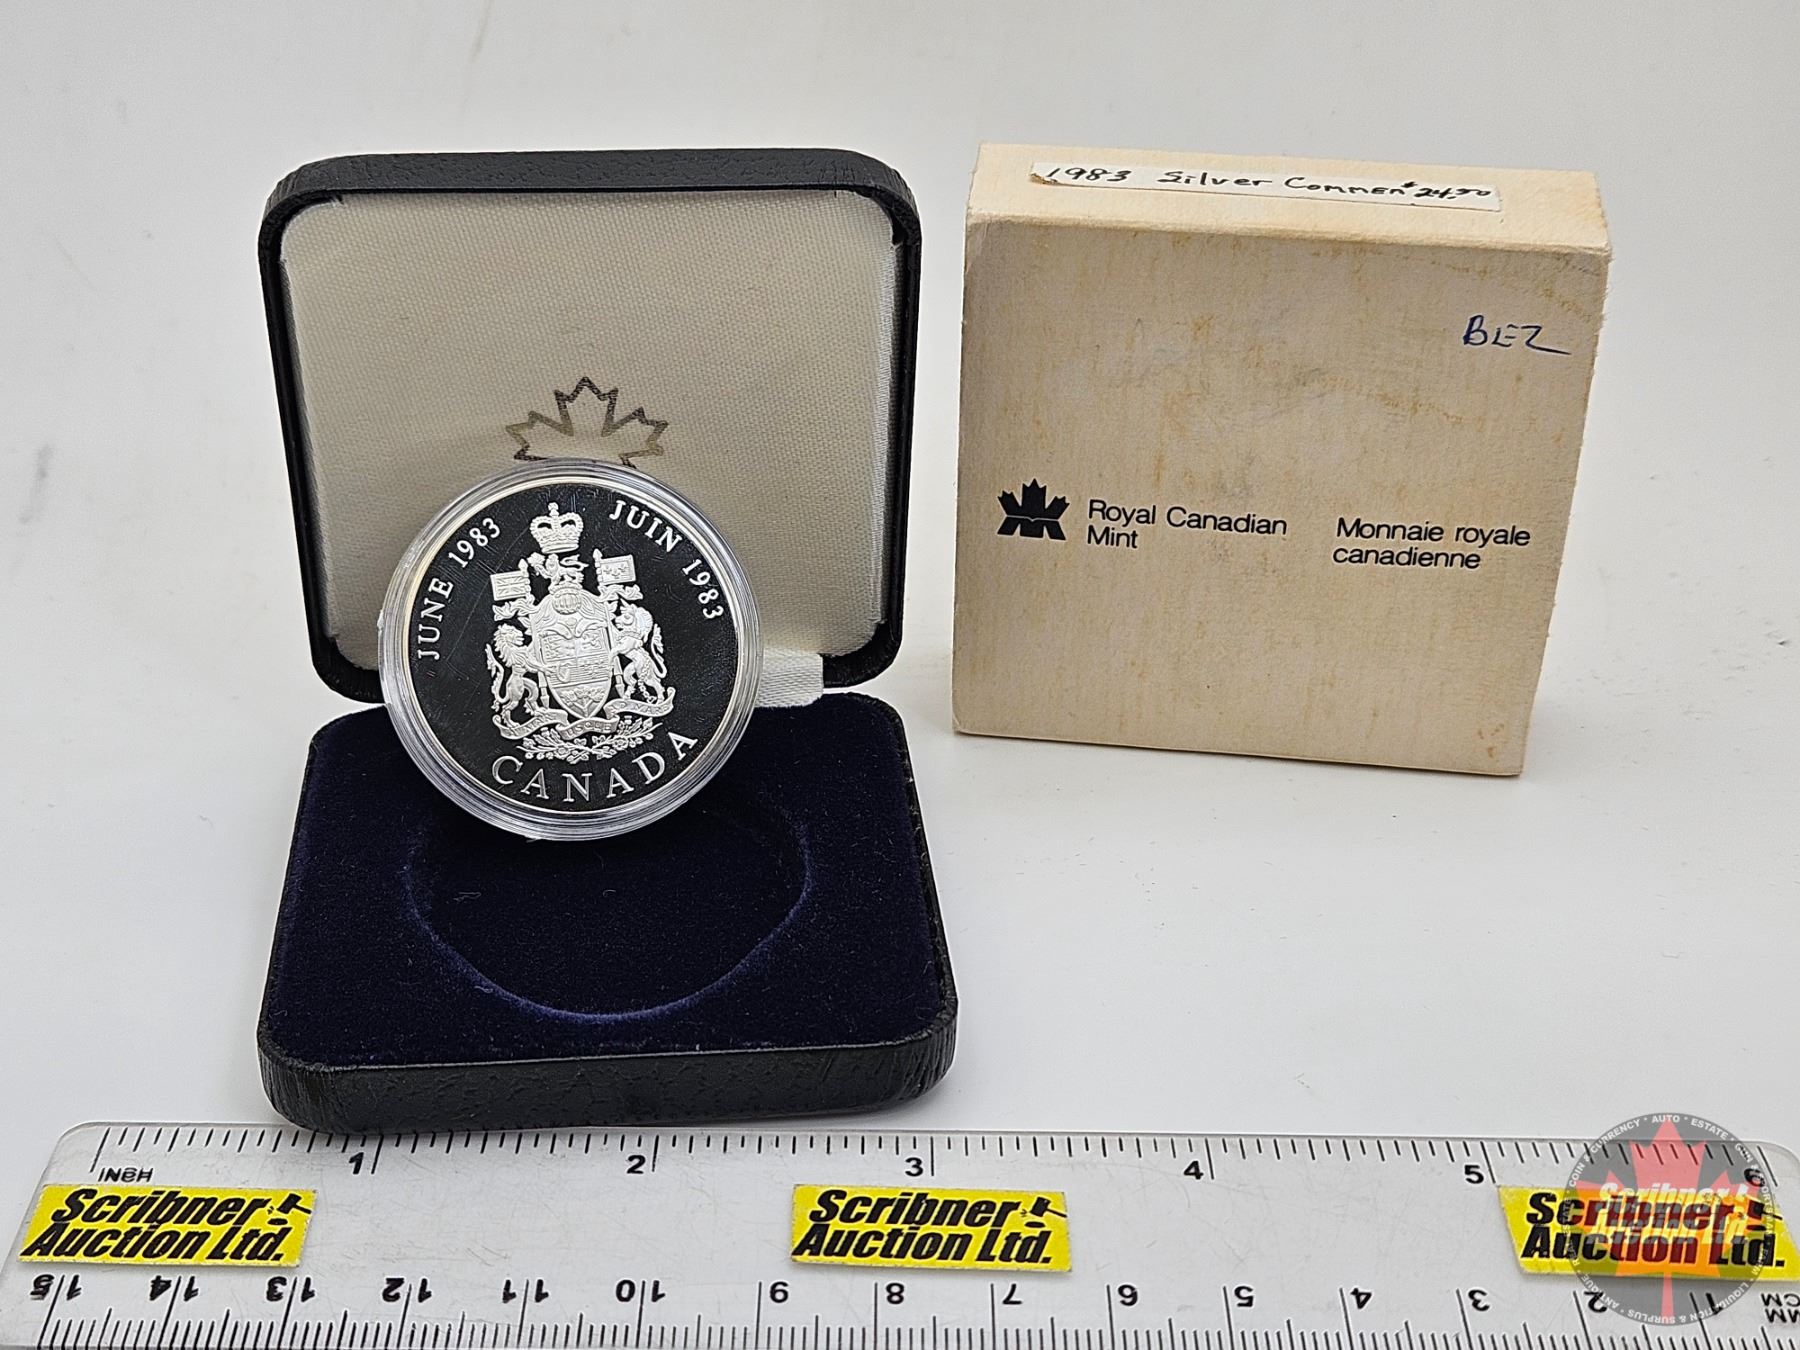 1983 Silver Commem $24.50
BEZ
Royal Canadian
Mint
Monnaie royale
canadienne
JUNE 1983
JUIN 1983
CANADA
A MARI
1 2 3 4 5 6
INCH
Scribner
Auction Ltd.
Scribner
Auction Ltd.
Scribner
Auction Ltd.
15 14 13 12 11 10 9 8 7 6 5 4 3 2 1
MM
CM